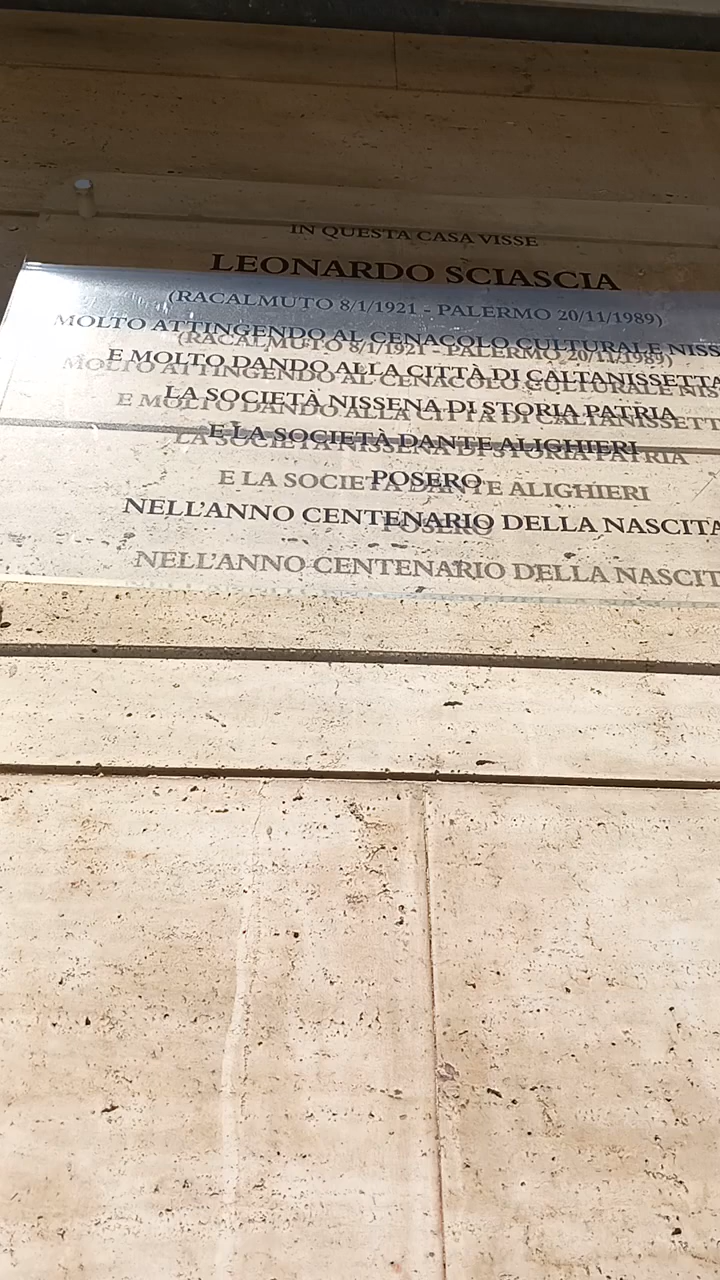 IN QUESTA CASA VISSE
LEONARDO SCIASCIA
(RACALMUTO 8/1/1921 - PALERMO 20/11/1989)
MOLTO ATTINGENDO AL CENACOLO CULTURALE NISS
E MOLTO DANDO ALLA CITTÀ DI CALTANISSETTA
LA SOCIETÀ NISSENA DI STORIA PATRIA
E LA SOCIETÀ DANTE ALIGHIERI
POSERO
NELL'ANNO CENTENARIO DELLA NASCITA